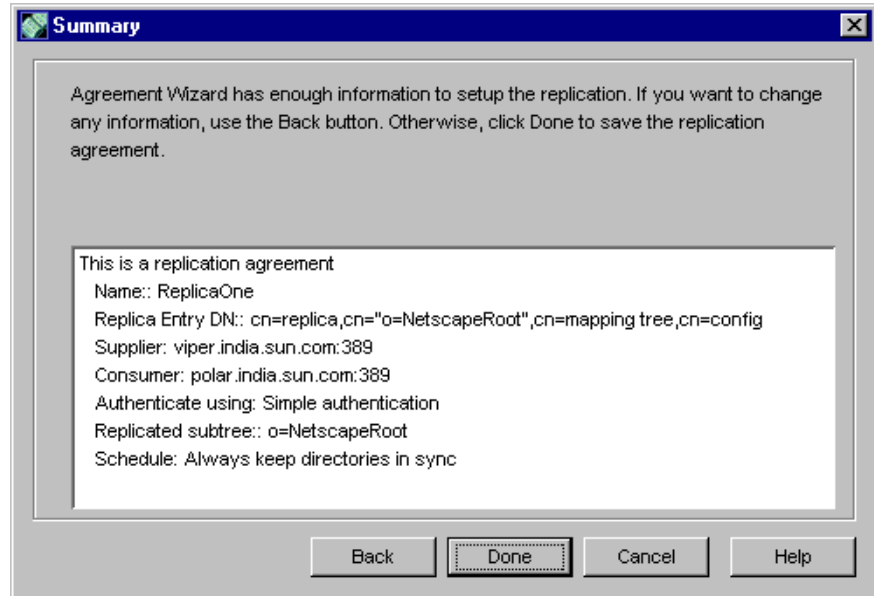 Summary
Agreement Wizard has enough information to setup the replication. If you want to change
any information, use the Back button. Otherwise, click Done to save the replication
agreement.
This is a replication agreement
Name:: ReplicaOne
Replica Entry DN:: cn=replica,cn="o=NetscapeRoot",cn=mapping tree,cn=config
Supplier: viper.india.sun.com:389
Consumer: polar.india.sun.com:389
Authenticate using: Simple authentication
Replicated subtree:: o=NetscapeRoot
Schedule: Always keep directories in sync
Back Done Cancel Help